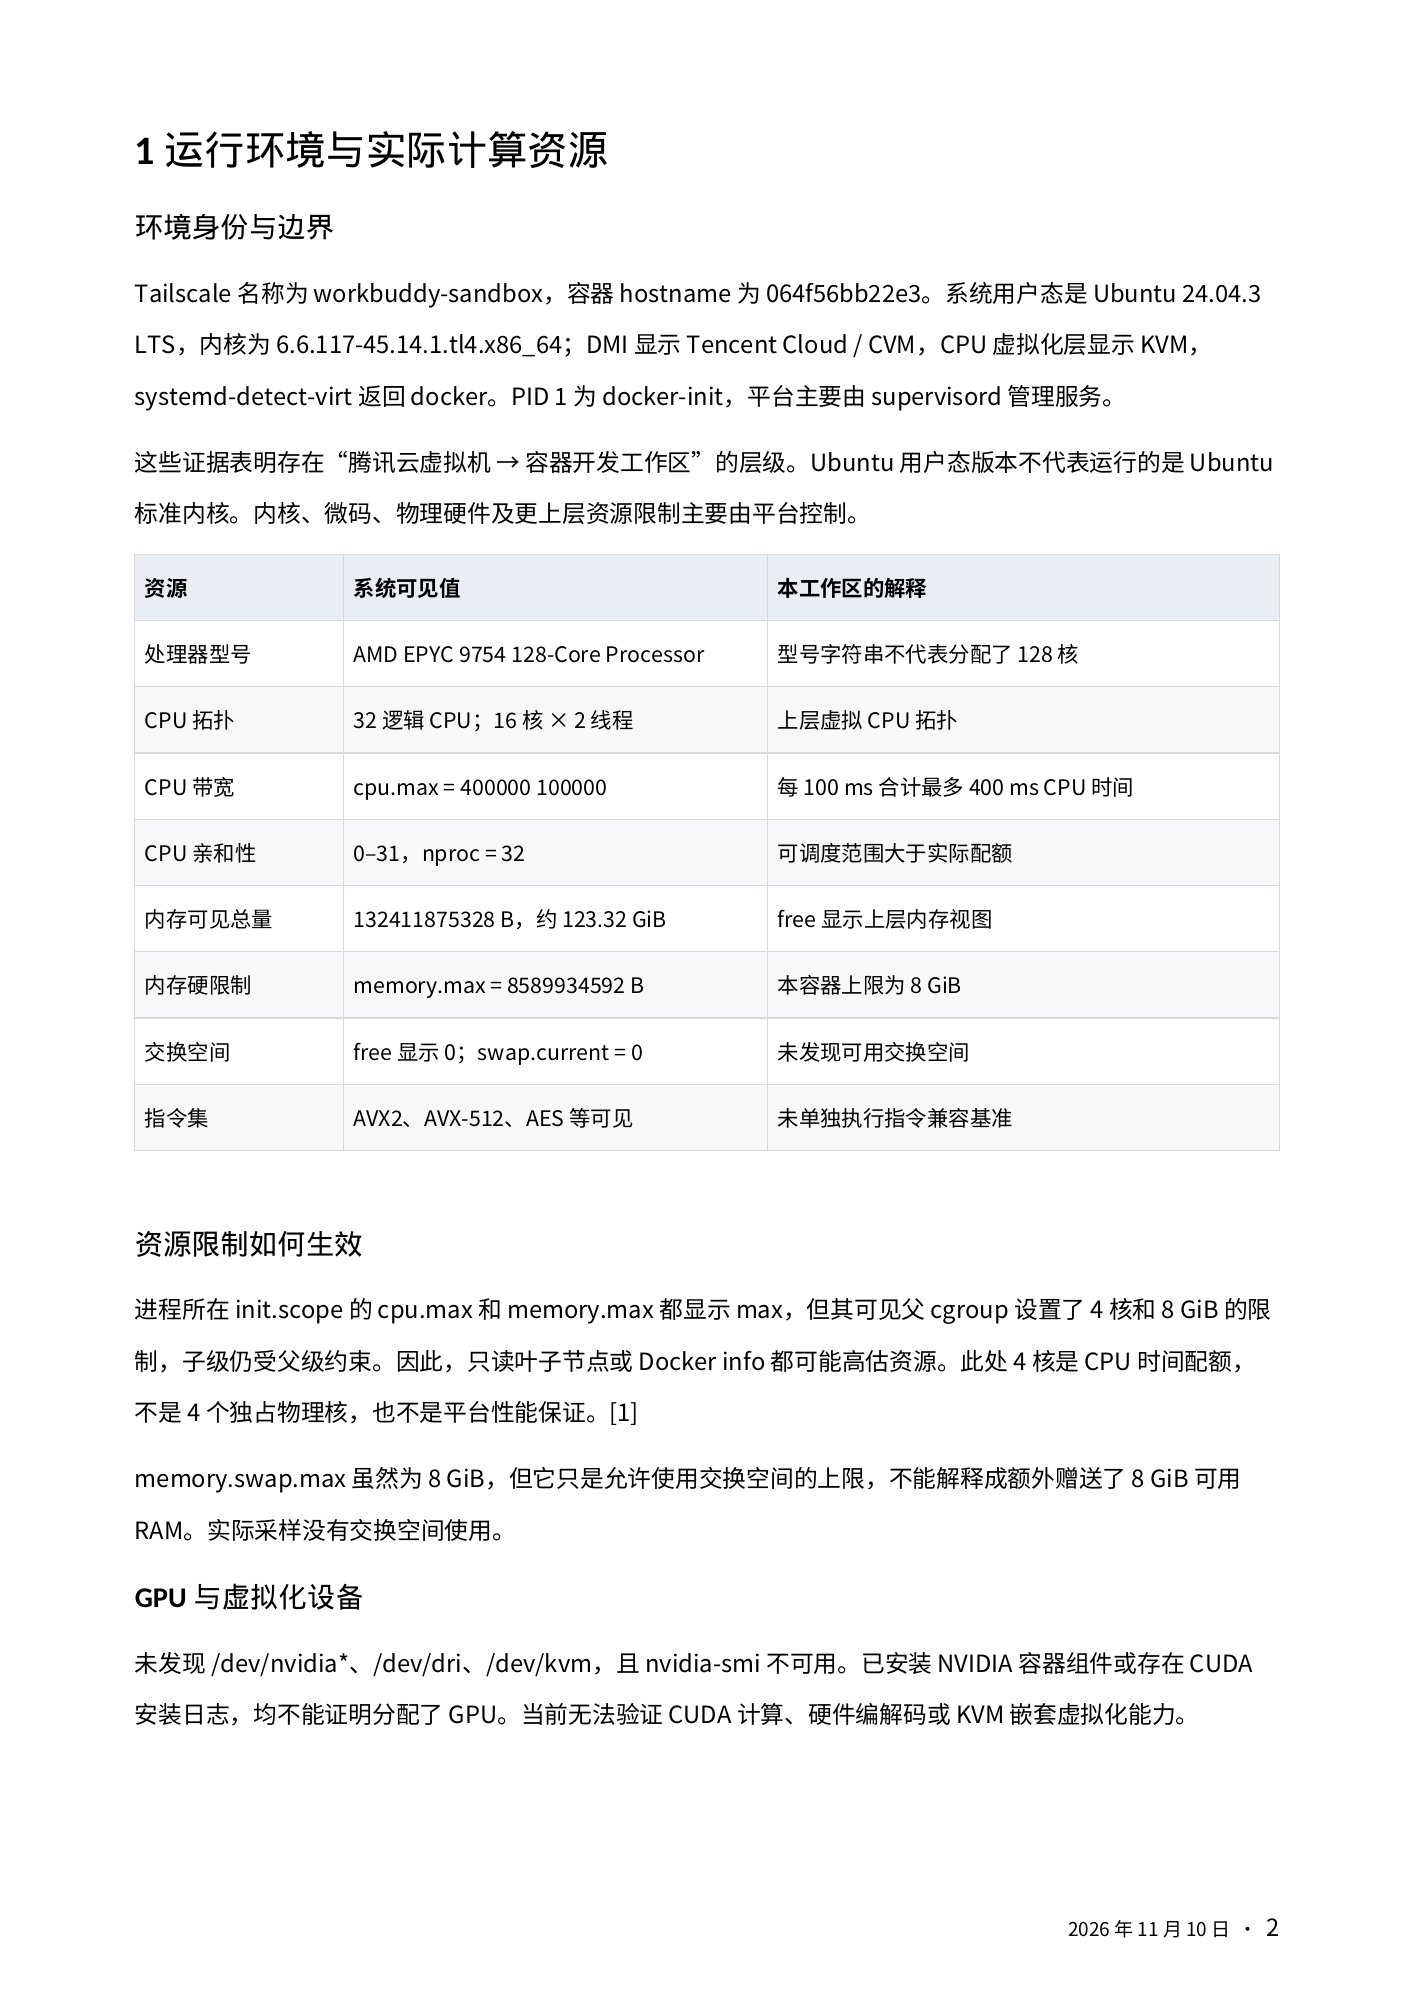 1 运行环境与实际计算资源
环境身份与边界
Tailscale 名称为 workbuddy-sandbox，容器 hostname 为 064f56bb22e3。系统用户态是 Ubuntu 24.04.3
LTS，内核为 6.6.117-45.14.1.tl4.x86_64；DMI 显示 Tencent Cloud / CVM，CPU 虚拟化层显示 KVM，
systemd-detect-virt 返回 docker。PID 1 为 docker-init，平台主要由 supervisord 管理服务。
这些证据表明存在“腾讯云虚拟机 → 容器开发工作区”的层级。Ubuntu 用户态版本不代表运行的是 Ubuntu
标准内核。内核、微码、物理硬件及更上层资源限制主要由平台控制。
资源 系统可见值 本工作区的解释
处理器型号 AMD EPYC 9754 128-Core Processor 型号字符串不代表分配了 128 核
CPU 拓扑 32 逻辑 CPU；16 核 × 2 线程 上层虚拟 CPU 拓扑
CPU 带宽 cpu.max = 400000 100000 每 100 ms 合计最多 400 ms CPU 时间
CPU 亲和性 0–31，nproc = 32 可调度范围大于实际配额
内存可见总量 132411875328 B，约 123.32 GiB free 显示上层内存视图
内存硬限制 memory.max = 8589934592 B 本容器上限为 8 GiB
交换空间 free 显示 0；swap.current = 0 未发现可用交换空间
指令集 AVX2、AVX-512、AES 等可见 未单独执行指令兼容基准
资源限制如何生效
进程所在 init.scope 的 cpu.max 和 memory.max 都显示 max，但其可见父 cgroup 设置了 4 核和 8 GiB 的限
制，子级仍受父级约束。因此，只读叶子节点或 Docker info 都可能高估资源。此处 4 核是 CPU 时间配额，
不是 4 个独占物理核，也不是平台性能保证。[1]
memory.swap.max 虽然为 8 GiB，但它只是允许使用交换空间的上限，不能解释成额外赠送了 8 GiB 可用
RAM。实际采样没有交换空间使用。
GPU 与虚拟化设备
未发现 /dev/nvidia*、/dev/dri、/dev/kvm，且 nvidia-smi 不可用。已安装 NVIDIA 容器组件或存在 CUDA
安装日志，均不能证明分配了 GPU。当前无法验证 CUDA 计算、硬件编解码或 KVM 嵌套虚拟化能力。
2026 年 11 月 10 日 · 2